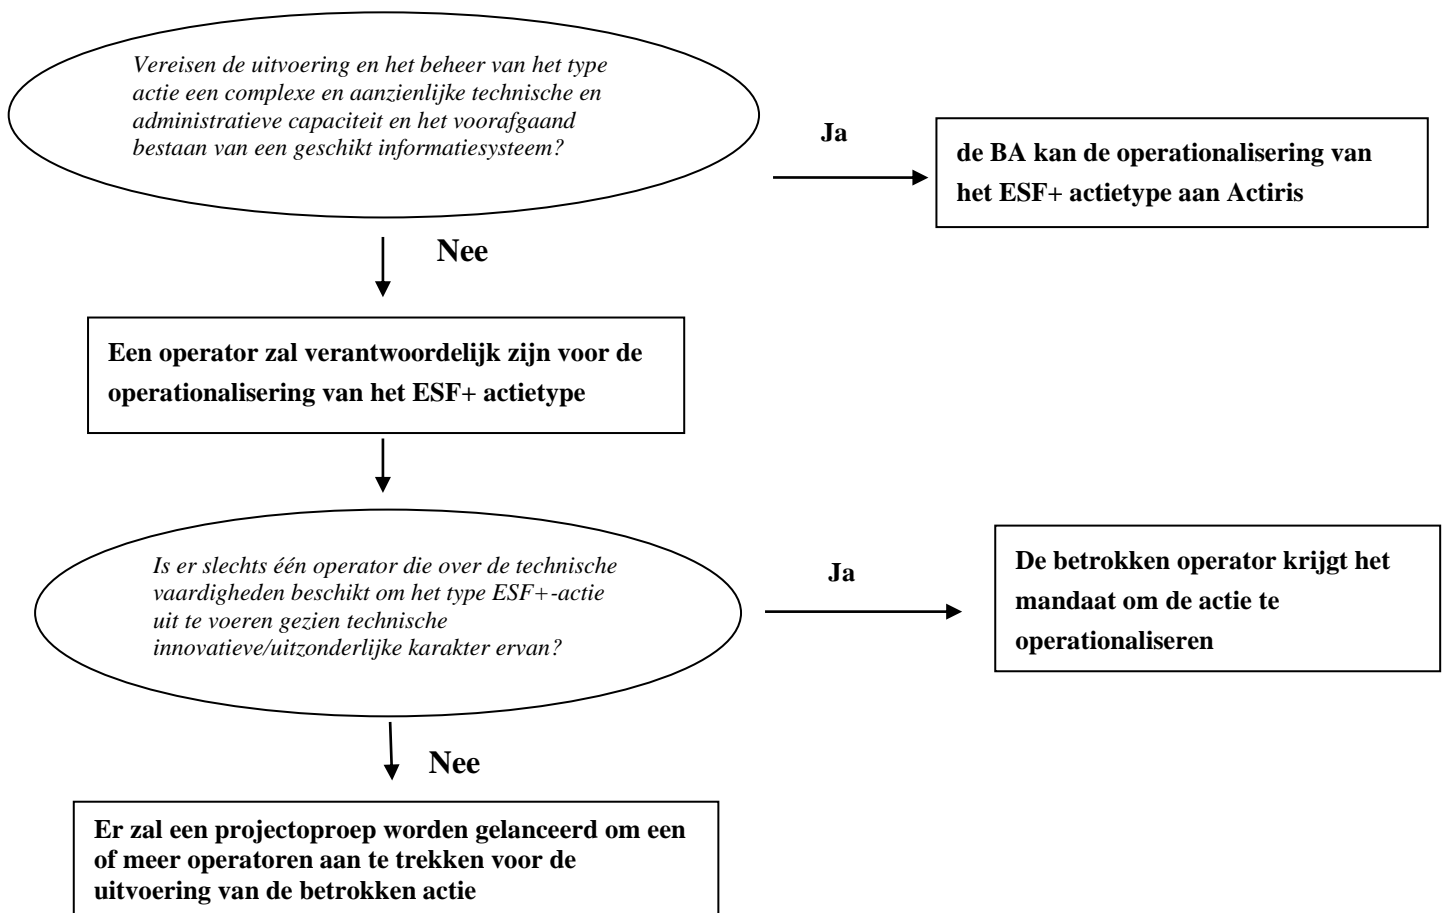 Vereisen de uitvoering en het beheer van het type
actie een complexe en aanzienlijke technische en
administratieve capaciteit en het voorafgaand
bestaan van een geschikt informatiesysteem?
Ja
de BA kan de operationalisering van
het ESF+ actietype aan Actiris
Nee
Een operator zal verantwoordelijk zijn voor de
operationalisering van het ESF+ actietype
Is er slechts één operator die over de technische
vaardigheden beschikt om het type ESF+-actie
uit te voeren gezien technische
innovatieve/uitzonderlijke karakter ervan?
Ja
De betrokken operator krijgt het
mandaat om de actie te
operationaliseren
Nee
Er zal een projectoproep worden gelanceerd om een
of meer operatoren aan te trekken voor de
uitvoering van de betrokken actie